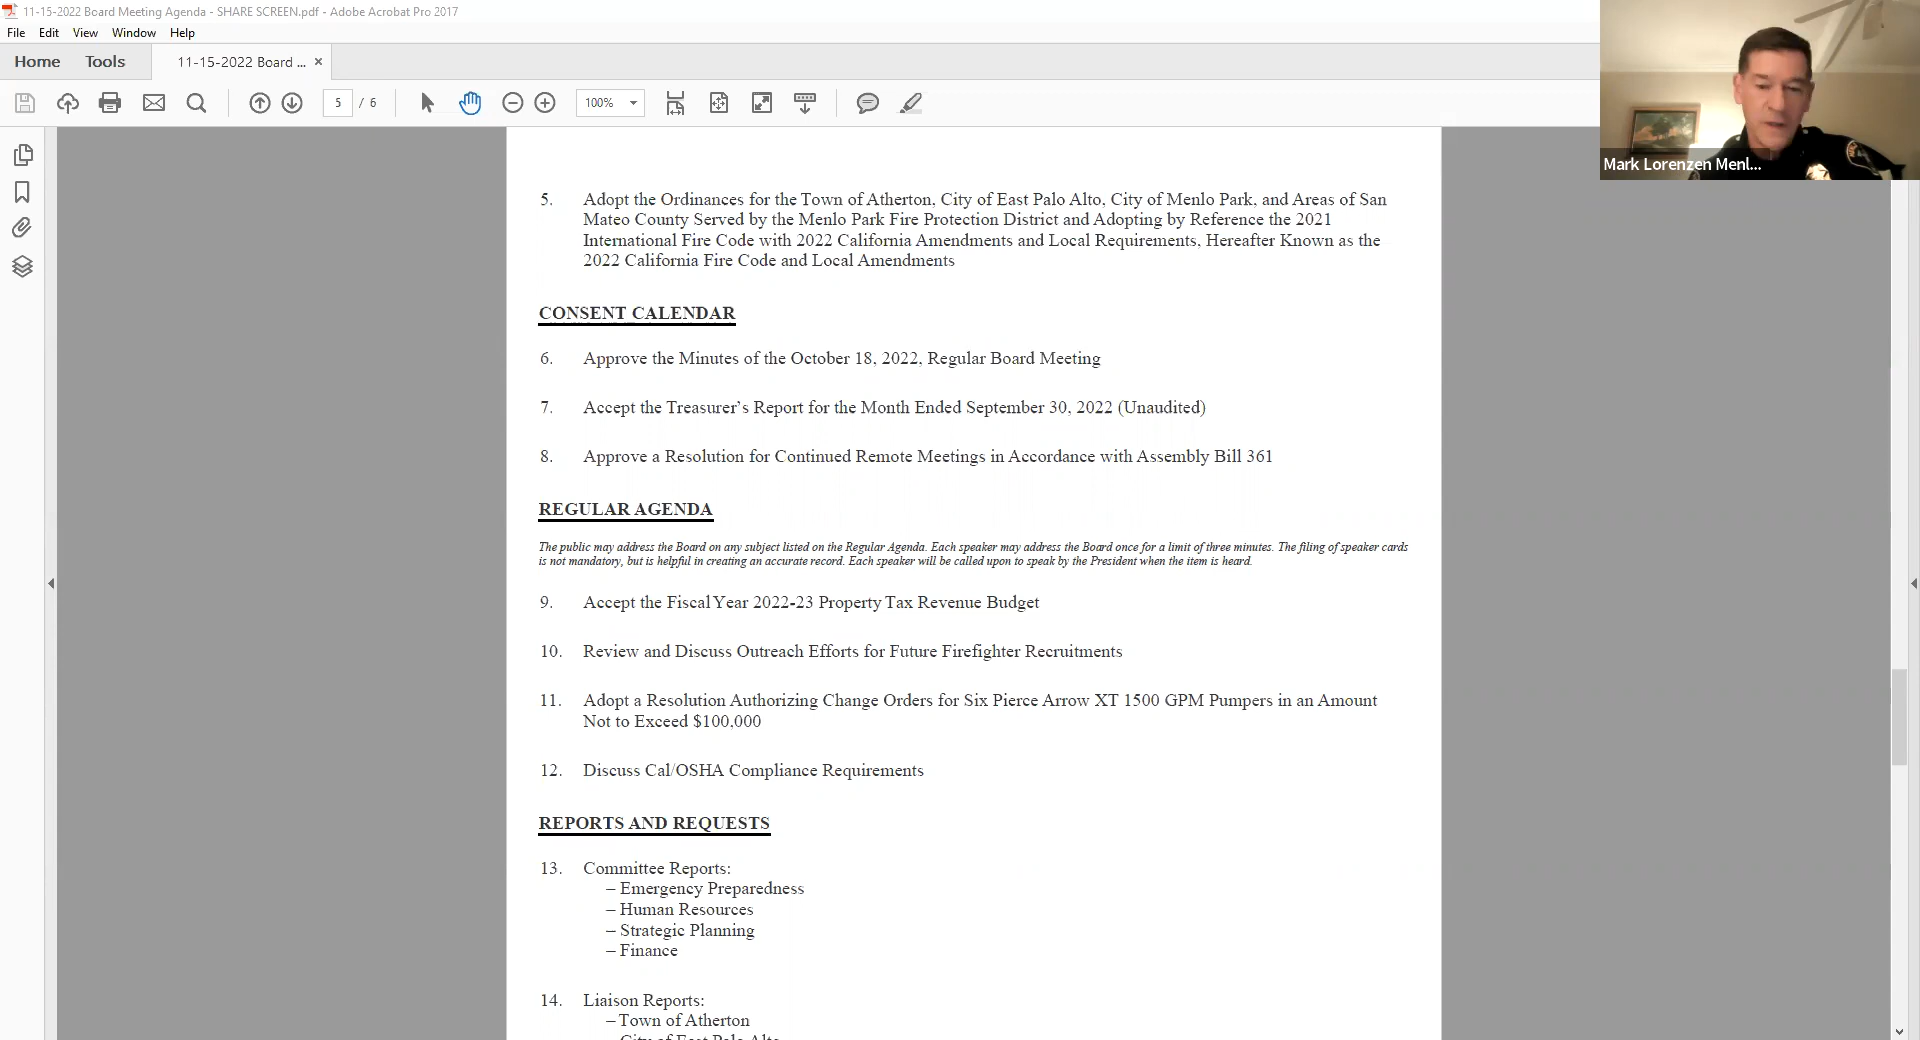 11-15-2022 Board Meeting Agenda - SHARE SCREEN.pdf - Adobe Acrobat Pro 2017
File Edit View Window Help
Home Tools 11-15-2022 Board ... ×
5 / 6 100%
Mark Lorenzen Menl...
5. Adopt the Ordinances for the Town of Atherton, City of East Palo Alto, City of Menlo Park, and Areas of San
Mateo County Served by the Menlo Park Fire Protection District and Adopting by Reference the 2021
International Fire Code with 2022 California Amendments and Local Requirements, Hereafter Known as the
2022 California Fire Code and Local Amendments
CONSENT CALENDAR
6. Approve the Minutes of the October 18, 2022, Regular Board Meeting
7. Accept the Treasurer's Report for the Month Ended September 30, 2022 (Unaudited)
8. Approve a Resolution for Continued Remote Meetings in Accordance with Assembly Bill 361
REGULAR AGENDA
The public may address the Board on any subject listed on the Regular Agenda. Each speaker may address the Board once for a limit of three minutes. The filing of speaker cards
is not mandatory, but is helpful in creating an accurate record. Each speaker will be called upon to speak by the President when the item is heard.
9. Accept the Fiscal Year 2022-23 Property Tax Revenue Budget
10. Review and Discuss Outreach Efforts for Future Firefighter Recruitments
11. Adopt a Resolution Authorizing Change Orders for Six Pierce Arrow XT 1500 GPM Pumpers in an Amount
Not to Exceed $100,000
12. Discuss Cal/OSHA Compliance Requirements
REPORTS AND REQUESTS
13. Committee Reports:
– Emergency Preparedness
– Human Resources
– Strategic Planning
– Finance
14. Liaison Reports:
– Town of Atherton
City of East Palo Alto